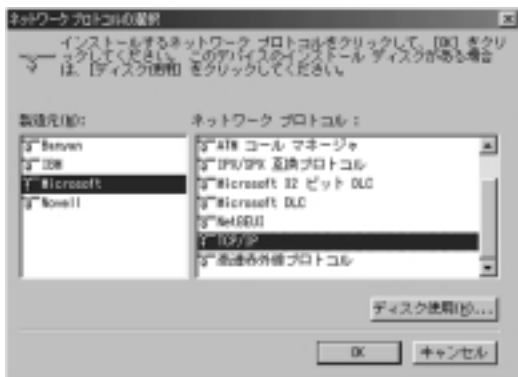 ネットワーク プロトコルの選択
インストールするネットワーク プロトコルをクリックして、[OK] をクリ
ックしてください。このデバイスのインストール ディスクがある場合
は、[ディスク使用] をクリックしてください。
製造元(M):
ネットワーク プロトコル :
Banyan
IBM
Microsoft
Novell
ATM コール マネージャ
IPX/SPX 互換プロトコル
Microsoft 32 ビット DLC
Microsoft DLC
NetBEUI
TCP/IP
高速赤外線プロトコル
ディスク使用(H)...
OK
キャンセル